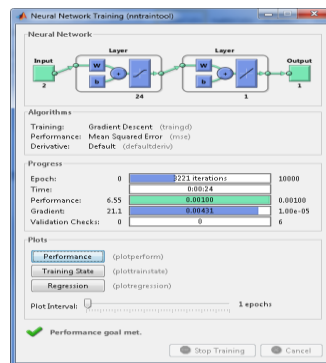 Neural Network Training (nntraintool)
Neural Network
Layer Layer
Input Output
W W
b b
2 24 1 1
Algorithms
Training: Gradient Descent (traingd)
Performance: Mean Squared Error (mse)
Derivative: Default (defaultderiv)
Progress
Epoch: 0 3221 iterations 10000
Time: 0:00:24
Performance: 6.55 0.00100 0.00100
Gradient: 21.1 0.00431 1.00e-05
Validation Checks: 0 0 6
Plots
Performance (plotperform)
Training State (plottrainstate)
Regression (plotregression)
Plot Interval: 1 epochs
Performance goal met.
Stop Training Cancel